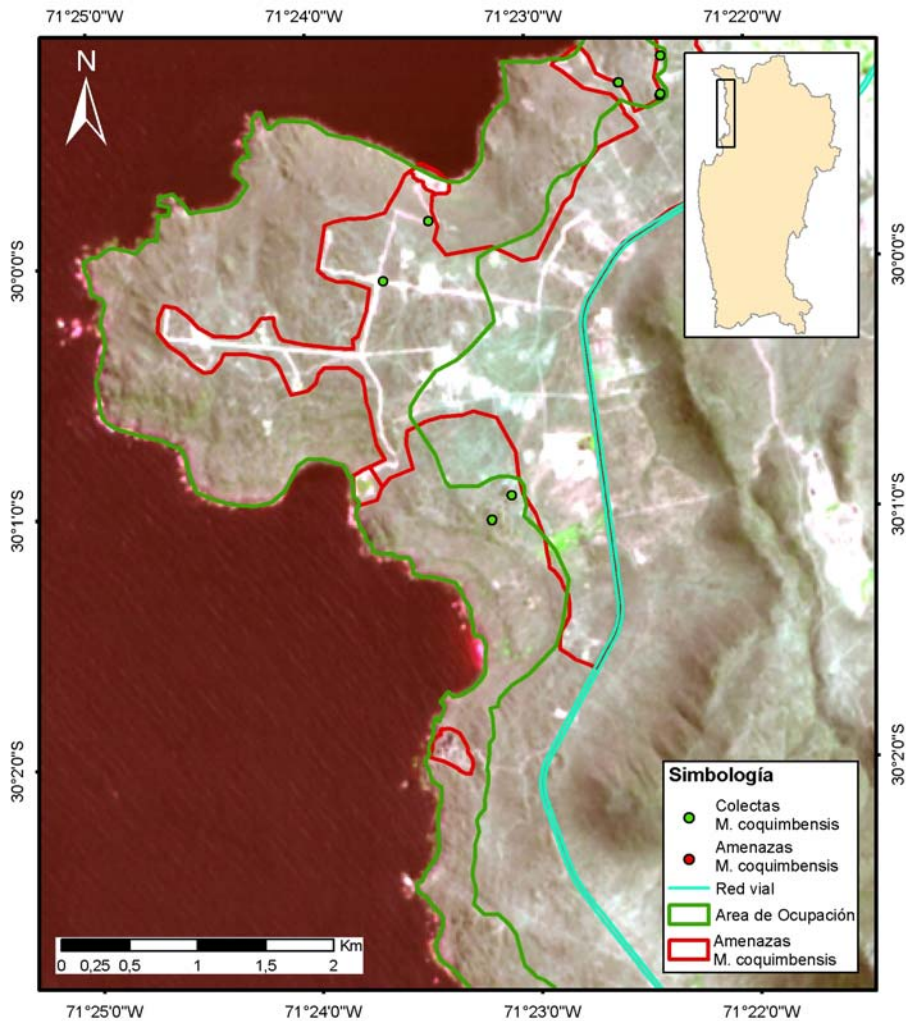 71°25'0"W 71°24'0"W 71°23'0"W 71°22'0"W
N
30°0'0"S 30°0'0"S
30°1'0"S 30°1'0"S
30°2'0"S 30°2'0"S
Simbología
Colectas
M. coquimbensis
Amenazas
M. coquimbensis
Red vial
Area de Ocupación
Amenazas
M. coquimbensis
Km
0 0,25 0,5 1 1,5 2
71°25'0"W 71°24'0"W 71°23'0"W 71°22'0"W